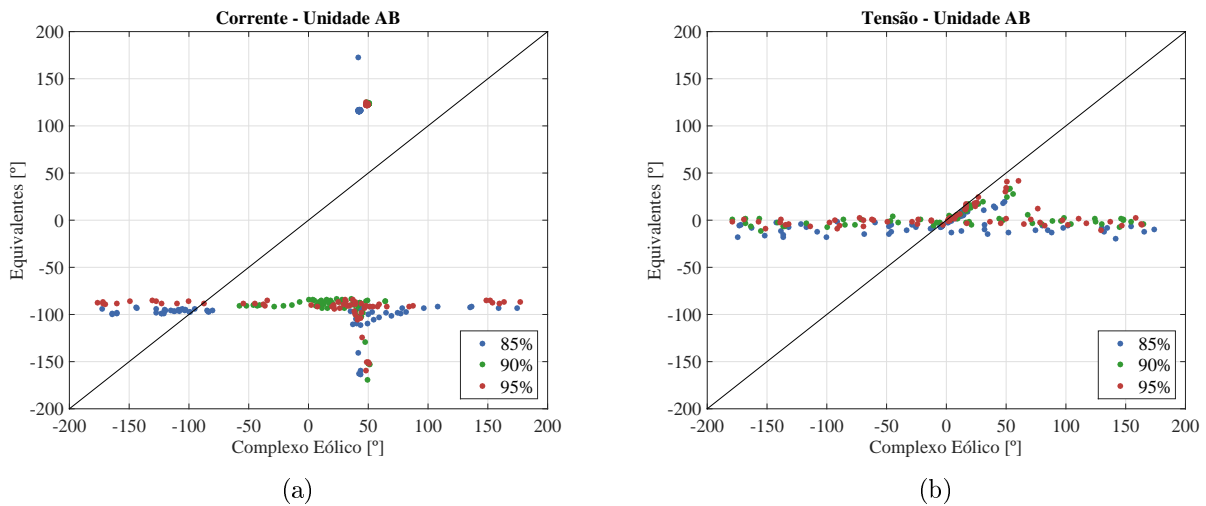 Corrente - Unidade AB
200
150
100
50
0
-50
-100
-150
-200
Equivalentes [º]
-200 -150 -100 -50 0 50 100 150 200
Complexo Eólico [º]
85%
90%
95%
(a)
Tensão - Unidade AB
200
150
100
50
0
-50
-100
-150
-200
Equivalentes [º]
-200 -150 -100 -50 0 50 100 150 200
Complexo Eólico [º]
85%
90%
95%
(b)